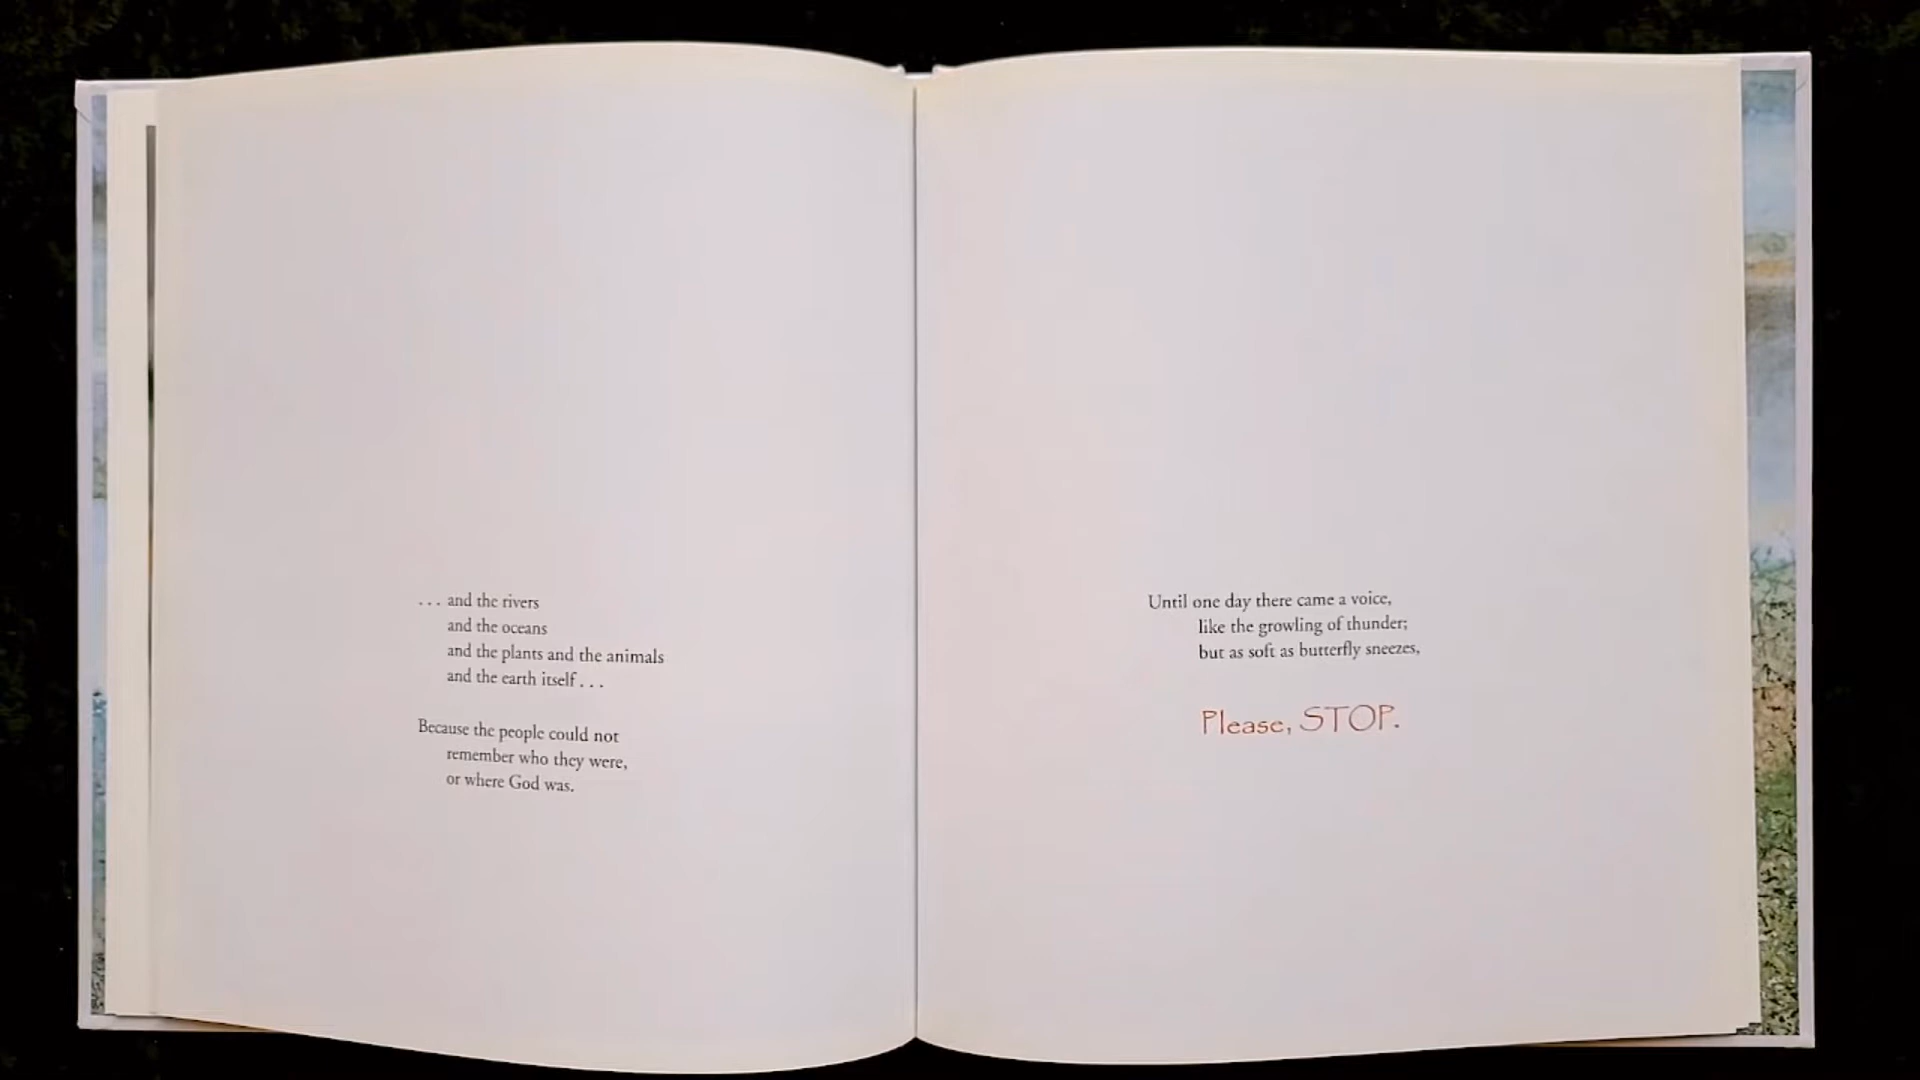 . . . and the rivers
and the oceans
and the plants and the animals
and the earth itself . . .
Because the people could not
remember who they were,
or where God was.
Until one day there came a voice,
like the growling of thunder;
but as soft as butterfly sneezes,
Please, STOP.